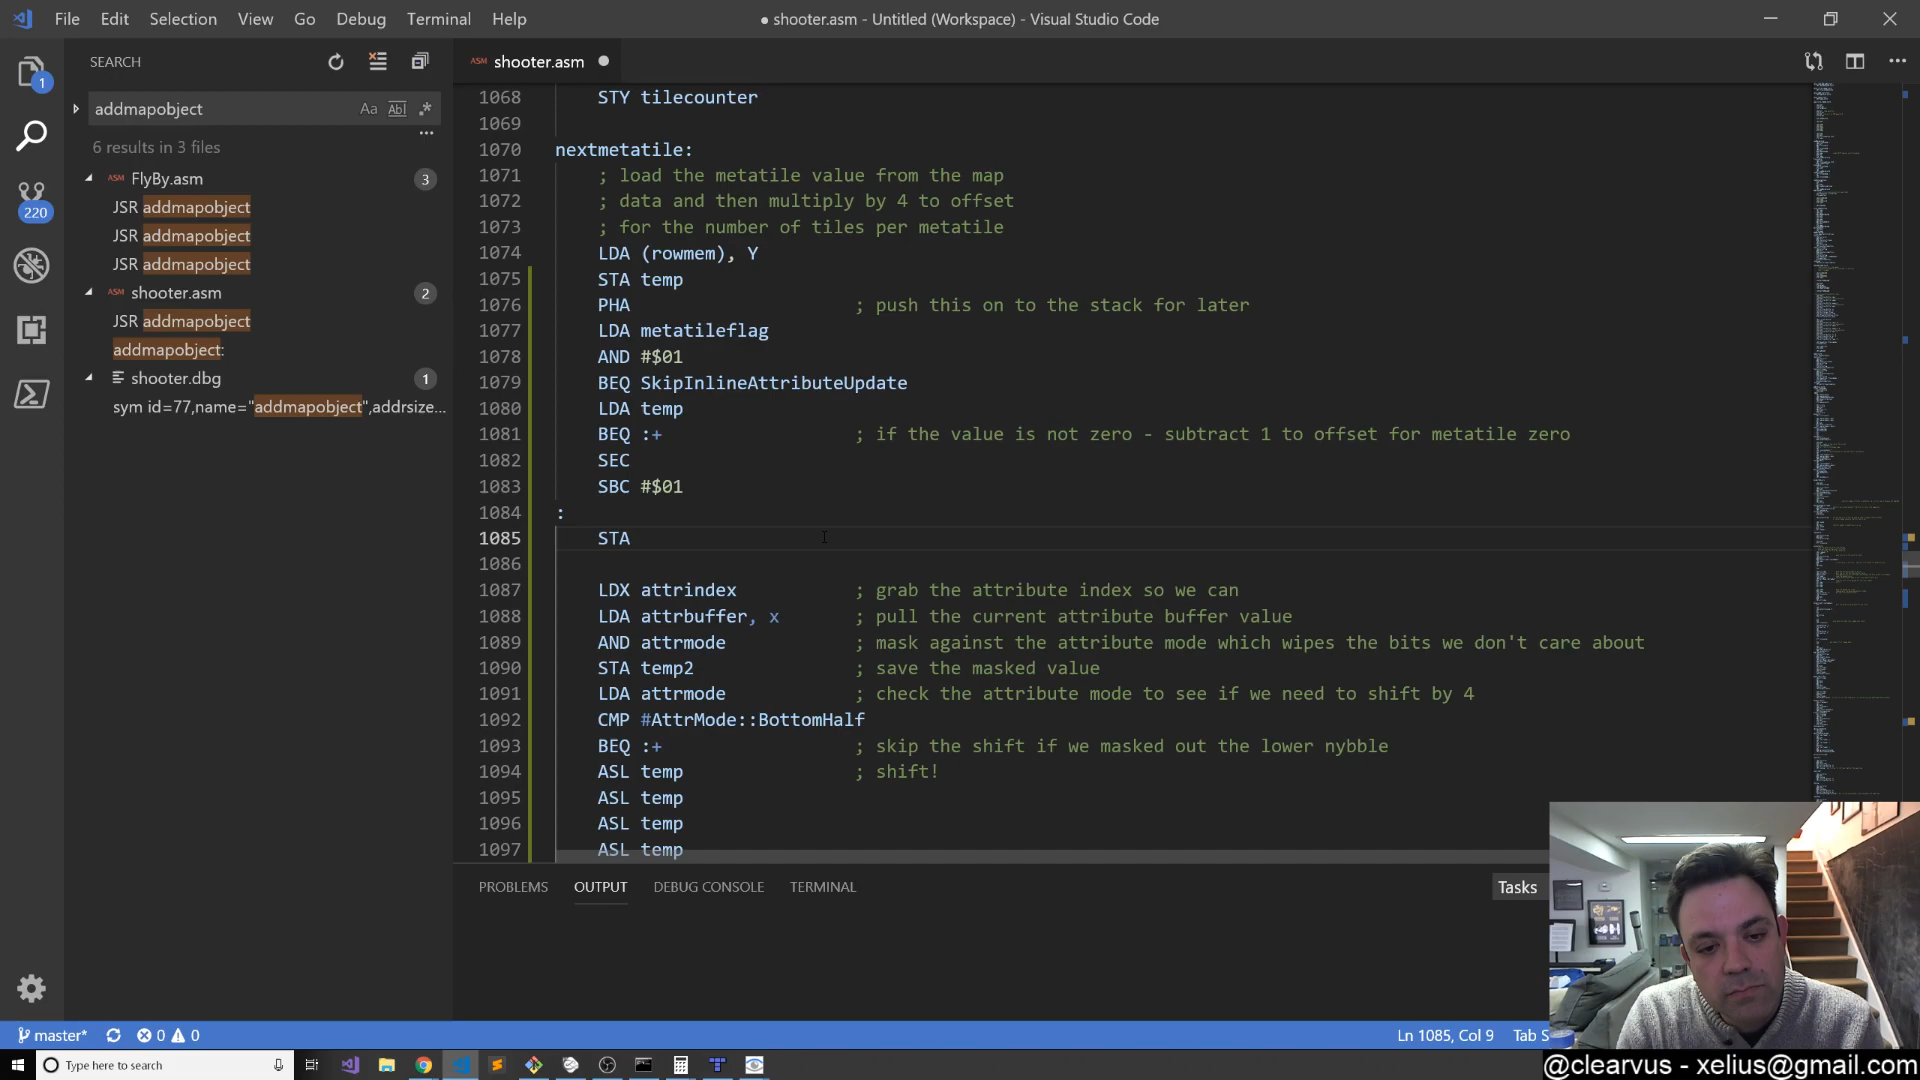 File Edit Selection View Go Debug Terminal Help
● shooter.asm - Untitled (Workspace) - Visual Studio Code
SEARCH
addmapobject
Aa Abl .*
6 results in 3 files
FlyBy.asm 3
JSR addmapobject
JSR addmapobject
JSR addmapobject
shooter.asm 2
JSR addmapobject
addmapobject:
shooter.dbg 1
sym id=77,name="addmapobject",addrsize...
1
220
ASM shooter.asm
1068 STY tilecounter
1069
1070 nextmetatile:
1071 ; load the metatile value from the map
1072 ; data and then multiply by 4 to offset
1073 ; for the number of tiles per metatile
1074 LDA (rowmem), Y
1075 STA temp
1076 PHA ; push this on to the stack for later
1077 LDA metatileflag
1078 AND #$01
1079 BEQ SkipInlineAttributeUpdate
1080 LDA temp
1081 BEQ :+ ; if the value is not zero - subtract 1 to offset for metatile zero
1082 SEC
1083 SBC #$01
1084 :
1085 STA
1086
1087 LDX attrindex ; grab the attribute index so we can
1088 LDA attrbuffer, x ; pull the current attribute buffer value
1089 AND attrmode ; mask against the attribute mode which wipes the bits we don't care about
1090 STA temp2 ; save the masked value
1091 LDA attrmode ; check the attribute mode to see if we need to shift by 4
1092 CMP #AttrMode::BottomHalf
1093 BEQ :+ ; skip the shift if we masked out the lower nybble
1094 ASL temp ; shift!
1095 ASL temp
1096 ASL temp
1097 ASL temp
PROBLEMS OUTPUT DEBUG CONSOLE TERMINAL
Tasks
master* 0 0
Ln 1085, Col 9 Tab S
Type here to search
@clearvus - xelius@gmail.com